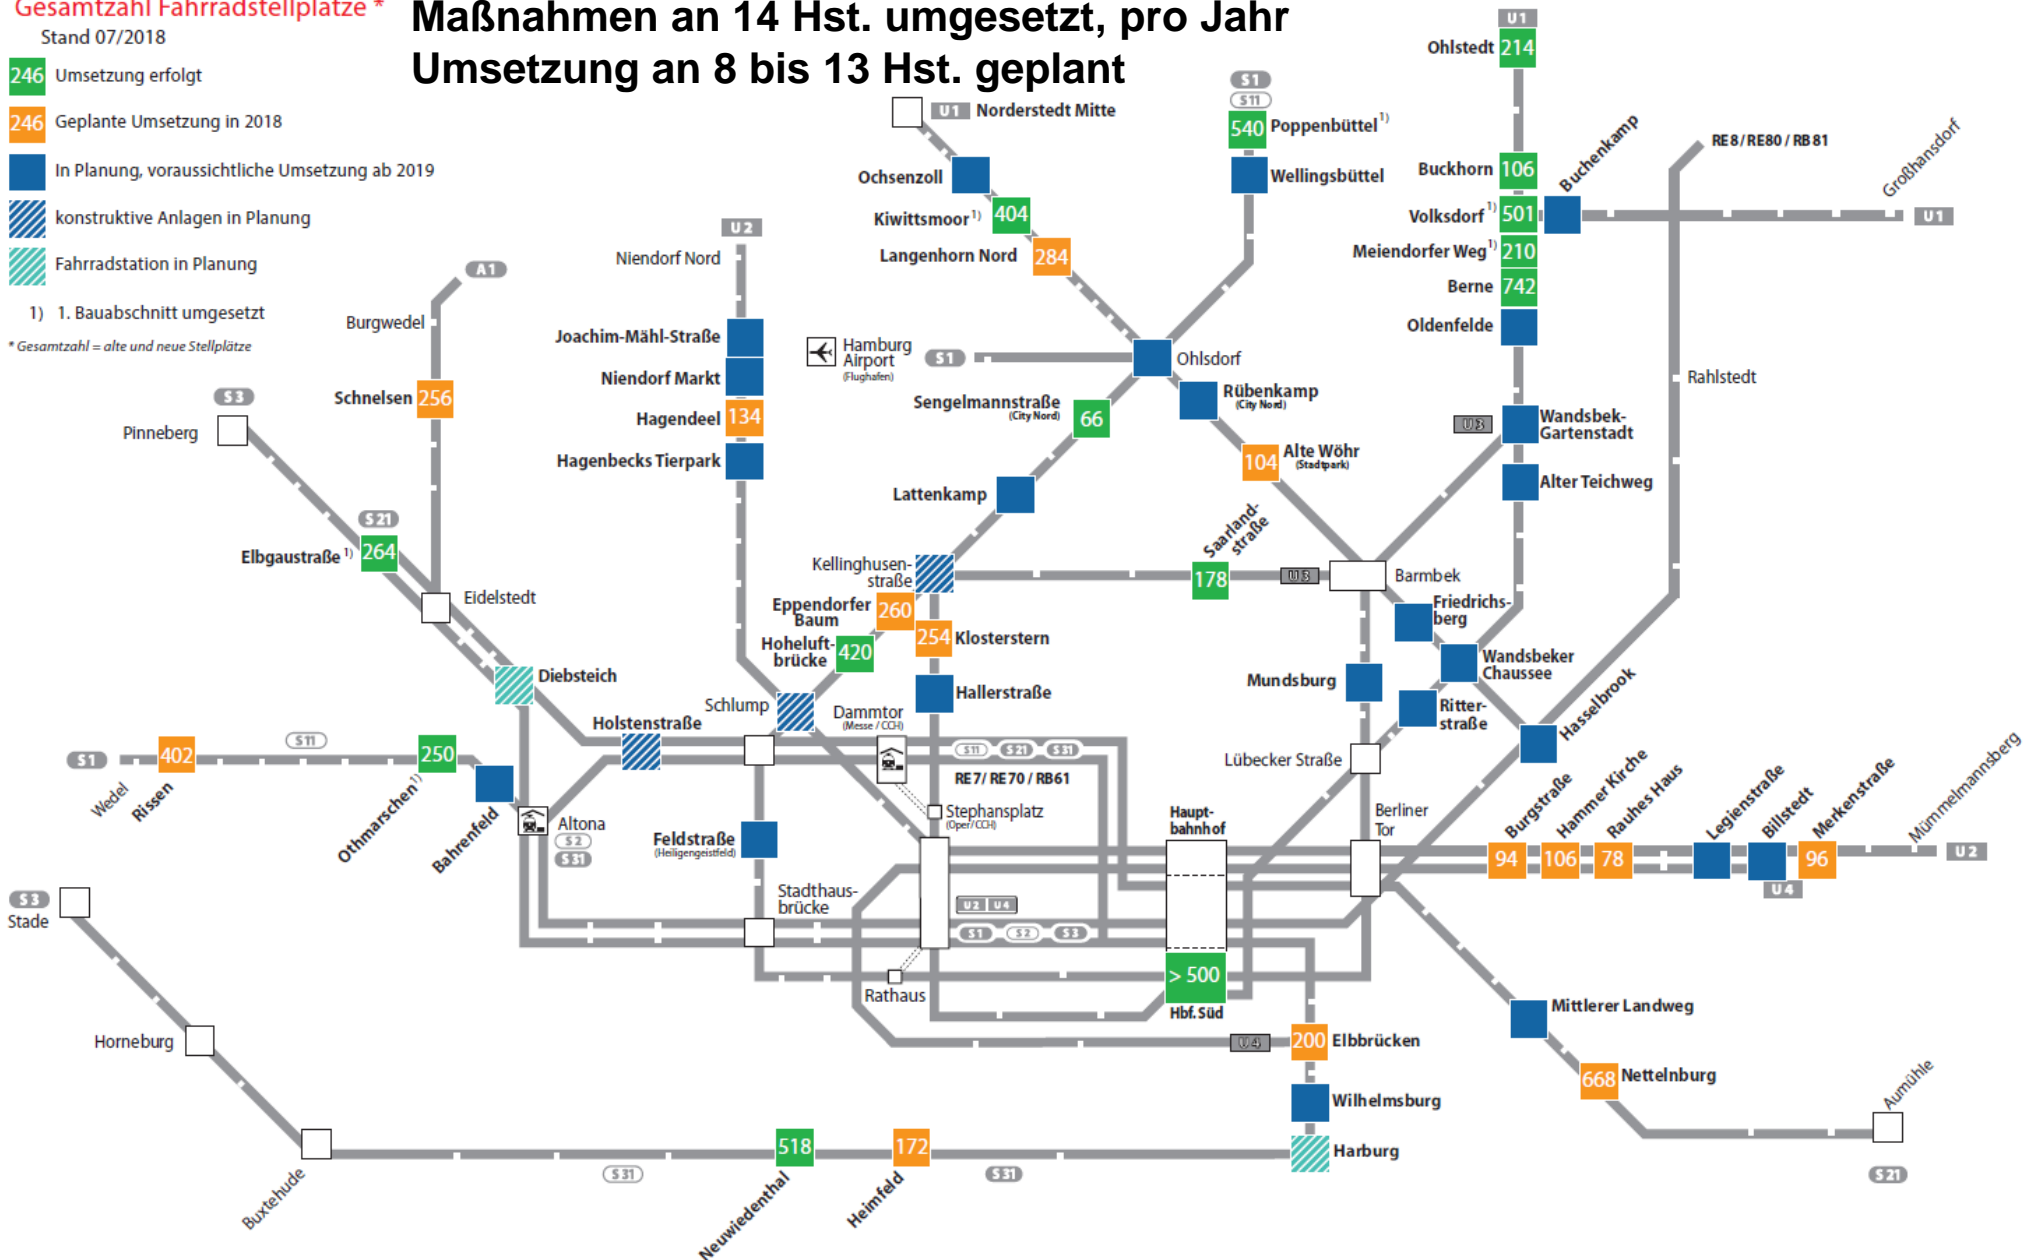 Gesamtzahl Fahrradstellplätze *
Stand 07/2018
246 Umsetzung erfolgt
246 Geplante Umsetzung in 2018
In Planung, voraussichtliche Umsetzung ab 2019
konstruktive Anlagen in Planung
Fahrradstation in Planung
1) 1. Bauabschnitt umgesetzt
* Gesamtzahl = alte und neue Stellplätze
Maßnahmen an 14 Hst. umgesetzt, pro Jahr
Umsetzung an 8 bis 13 Hst. geplant
U1 Norderstedt Mitte
Ochsenzoll
Kiwittsmoor 1) 404
Langenhorn Nord 284
S1
S11
540 Poppenbüttel 1)
Wellingsbüttel
U1
Ohlstedt 214
Buckhorn 106
Buchenkamp
Volksdorf 1) 501
Meiendorfer Weg 1) 210
Berne 742
Oldenfelde
RE8/RE80/RB81
Großhansdorf
U1
Rahlstedt
U3
Wandsbek-
Gartenstadt
Alter Teichweg
A1
Burgwedel
Schnelsen 256
U2
Niendorf Nord
Joachim-Mähl-Straße
Niendorf Markt
Hagendeel 134
Hagenbecks Tierpark
Hamburg
Airport
(Flughafen)
S1
Ohlsdorf
Sengelmannstraße
(City Nord)
66
Rübenkamp
(City Nord)
104 Alte Wöhr
(Stadtpark)
Lattenkamp
S3
Pinneberg
S21
Elbgaustraße 1) 264
Eidelstedt
Diebsteich
Kellinghusen-
straße
Saarland-
straße
178
U3
Barmbek
Eppendorfer
Baum
260
254 Klosterstern
Hoheluft-
brücke
420
Hallerstraße
Friedrichs-
berg
Wandsbeker
Chaussee
Mundsburg
Ritter-
straße
Hasselbrook
Lübecker Straße
Schlump
Dammtor
(Messe / CCH)
Holstenstraße
S11 S21 S31
RE7/ RE70 / RB61
Stephansplatz
(Oper/CCH)
S1
Wedel
402
Rissen
S11
250
Othmarschen 1)
Bahrenfeld
Altona
S2
S31
Feldstraße
(Heiligengeistfeld)
Stadthaus-
brücke
U2 U4
S1 S2 S3
Rathaus
Haupt-
bahnhof
> 500
Hbf. Süd
Berliner
Tor
Burgstraße
94
Hammer Kirche
106
Rauhes Haus
78
Legienstraße
Billstedt
U4
Merkenstraße
96
Mümmelmannsberg
U2
S3
Stade
Horneburg
Buxtehude
S31
518
Neuwiedenthal
172
Heimfeld
S31
U4
200 Elbbrücken
Wilhelmsburg
Harburg
Mittlerer Landweg
668 Nettelnburg
Aumühle
S21